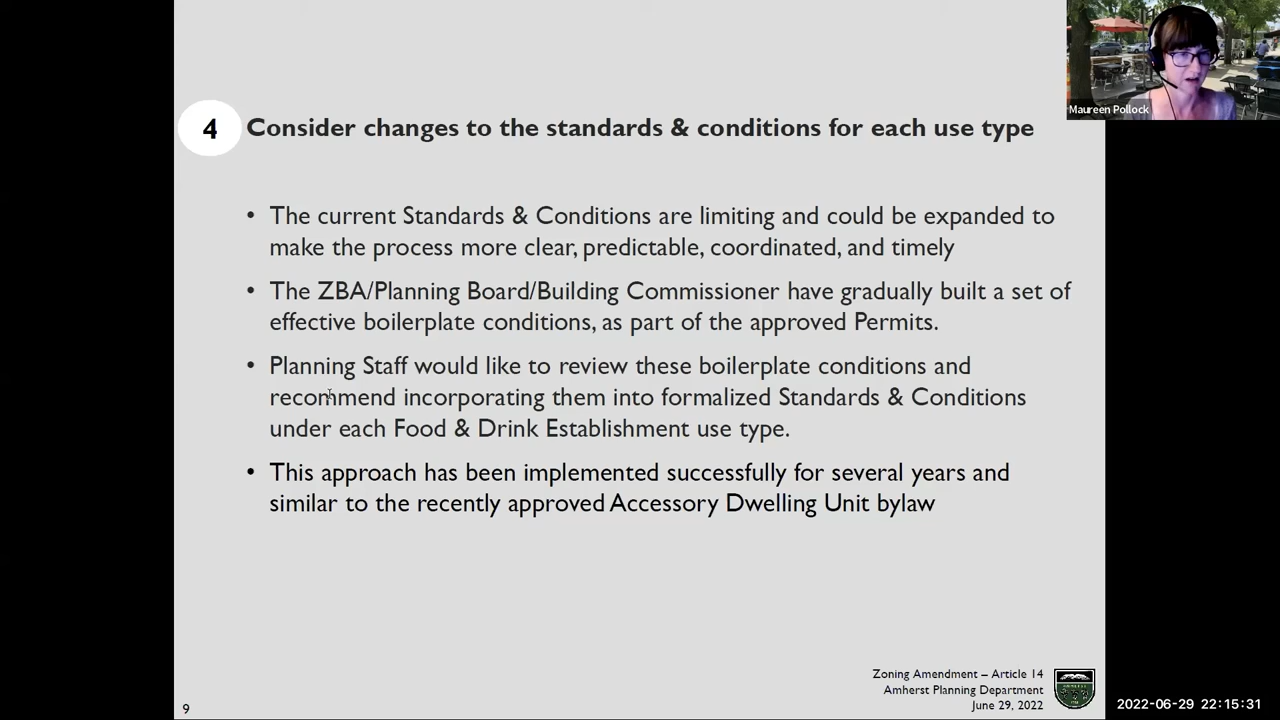 Maureen Pollock
4
Consider changes to the standards & conditions for each use type
• The current Standards & Conditions are limiting and could be expanded to
make the process more clear, predictable, coordinated, and timely
• The ZBA/Planning Board/Building Commissioner have gradually built a set of
effective boilerplate conditions, as part of the approved Permits.
• Planning Staff would like to review these boilerplate conditions and
recommend incorporating them into formalized Standards & Conditions
under each Food & Drink Establishment use type.
• This approach has been implemented successfully for several years and
similar to the recently approved Accessory Dwelling Unit bylaw
Zoning Amendment – Article 14
Amherst Planning Department
June 29, 2022
9
2022-06-29 22:15:31